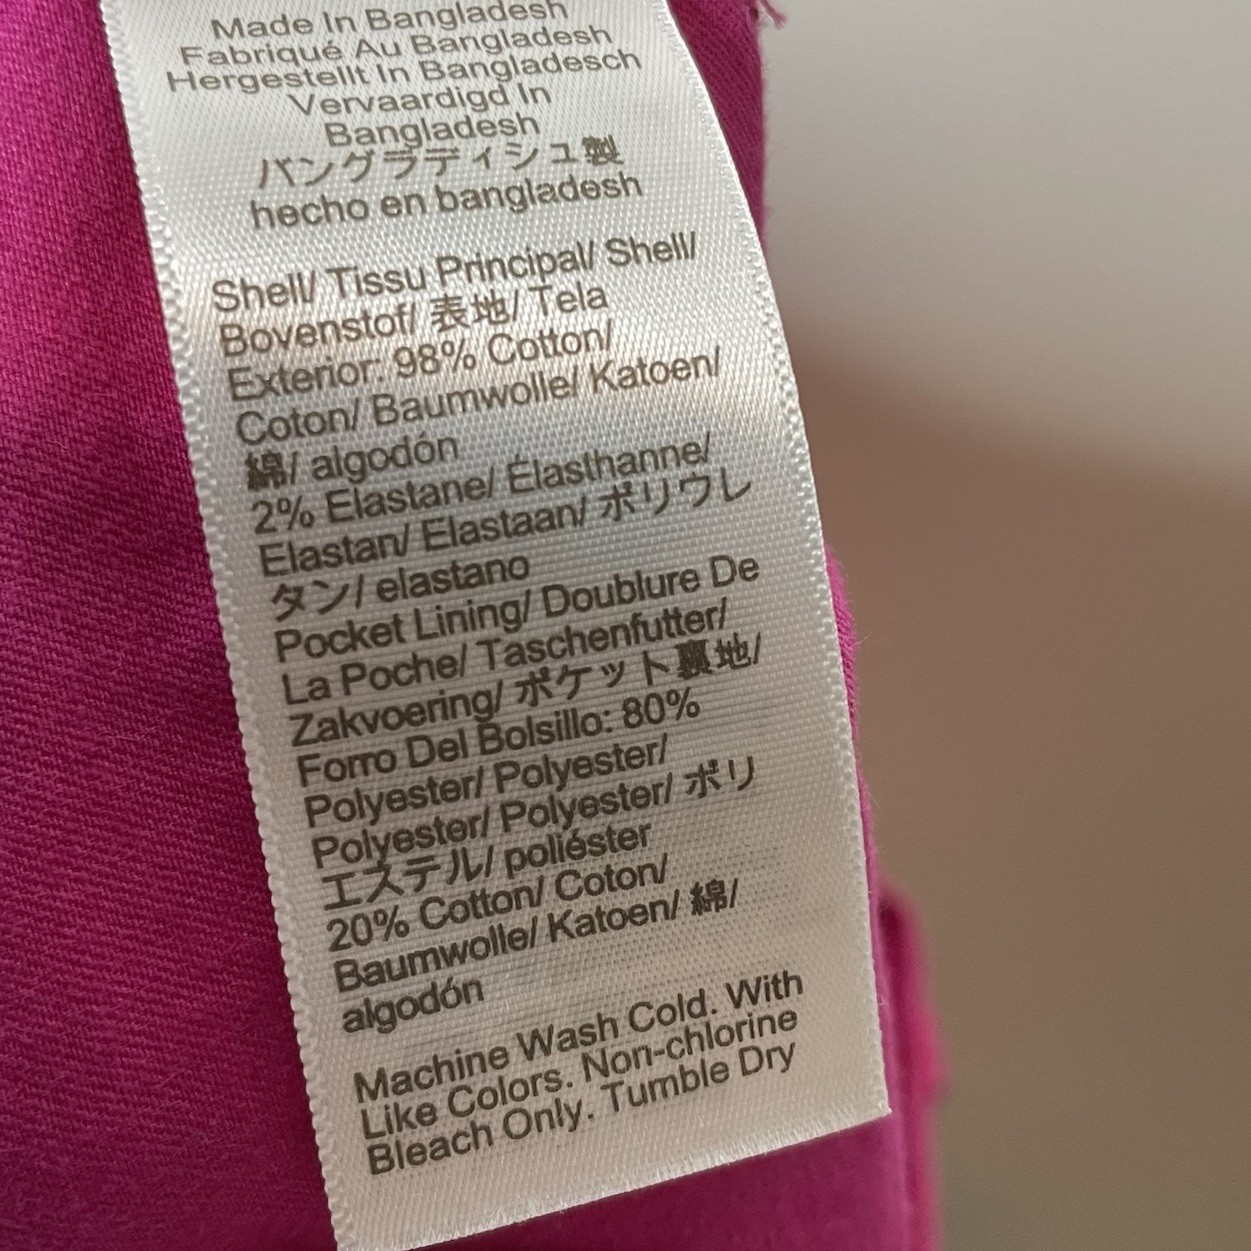 Made In Bangladesh
Fabriqué Au Bangladesh
Hergestellt In Bangladesch
Vervaardigd In
Bangladesh
バングラディシュ製
hecho en bangladesh
Shell/ Tissu Principal/ Shell/
Bovenstof/ 表地/ Tela
Exterior: 98% Cotton/
Coton/ Baumwolle/ Katoen/
綿/ algodón
2% Elastane/ Élasthanne/
Elastan/ Elastaan/ ポリウレ
タン/ elastano
Pocket Lining/ Doublure De
La Poche/ Taschenfutter/
Zakvoering/ ポケット裏地/
Forro Del Bolsillo: 80%
Polyester/ Polyester/
Polyester/ Polyester/ ポリ
エステル/ poliéster
20% Cotton/ Coton/
Baumwolle/ Katoen/ 綿/
algodón
Machine Wash Cold. With
Like Colors. Non-chlorine
Bleach Only. Tumble Dry